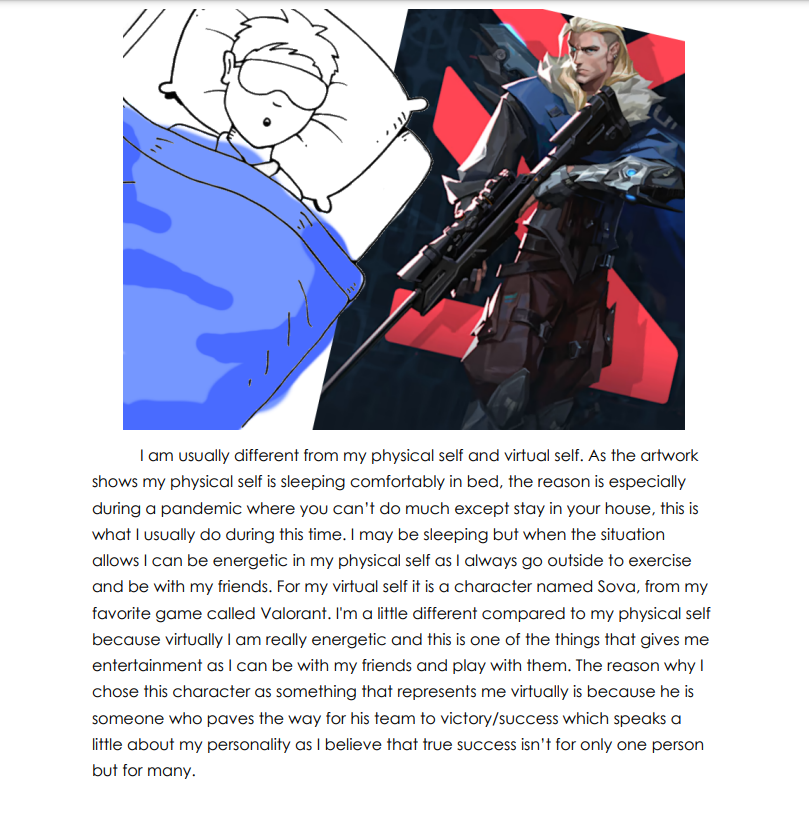 I am usually different from my physical self and virtual self. As the artwork
shows my physical self is sleeping comfortably in bed, the reason is especially
during a pandemic where you can't do much except stay in your house, this is
what I usually do during this time. I may be sleeping but when the situation
allows I can be energetic in my physical self as I always go outside to exercise
and be with my friends. For my virtual self it is a character named Sova, from my
favorite game called Valorant. I'm a little different compared to my physical self
because virtually I am really energetic and this is one of the things that gives me
entertainment as I can be with my friends and play with them. The reason why I
chose this character as something that represents me virtually is because he is
someone who paves the way for his team to victory/success which speaks a
little about my personality as I believe that true success isn't for only one person
but for many.